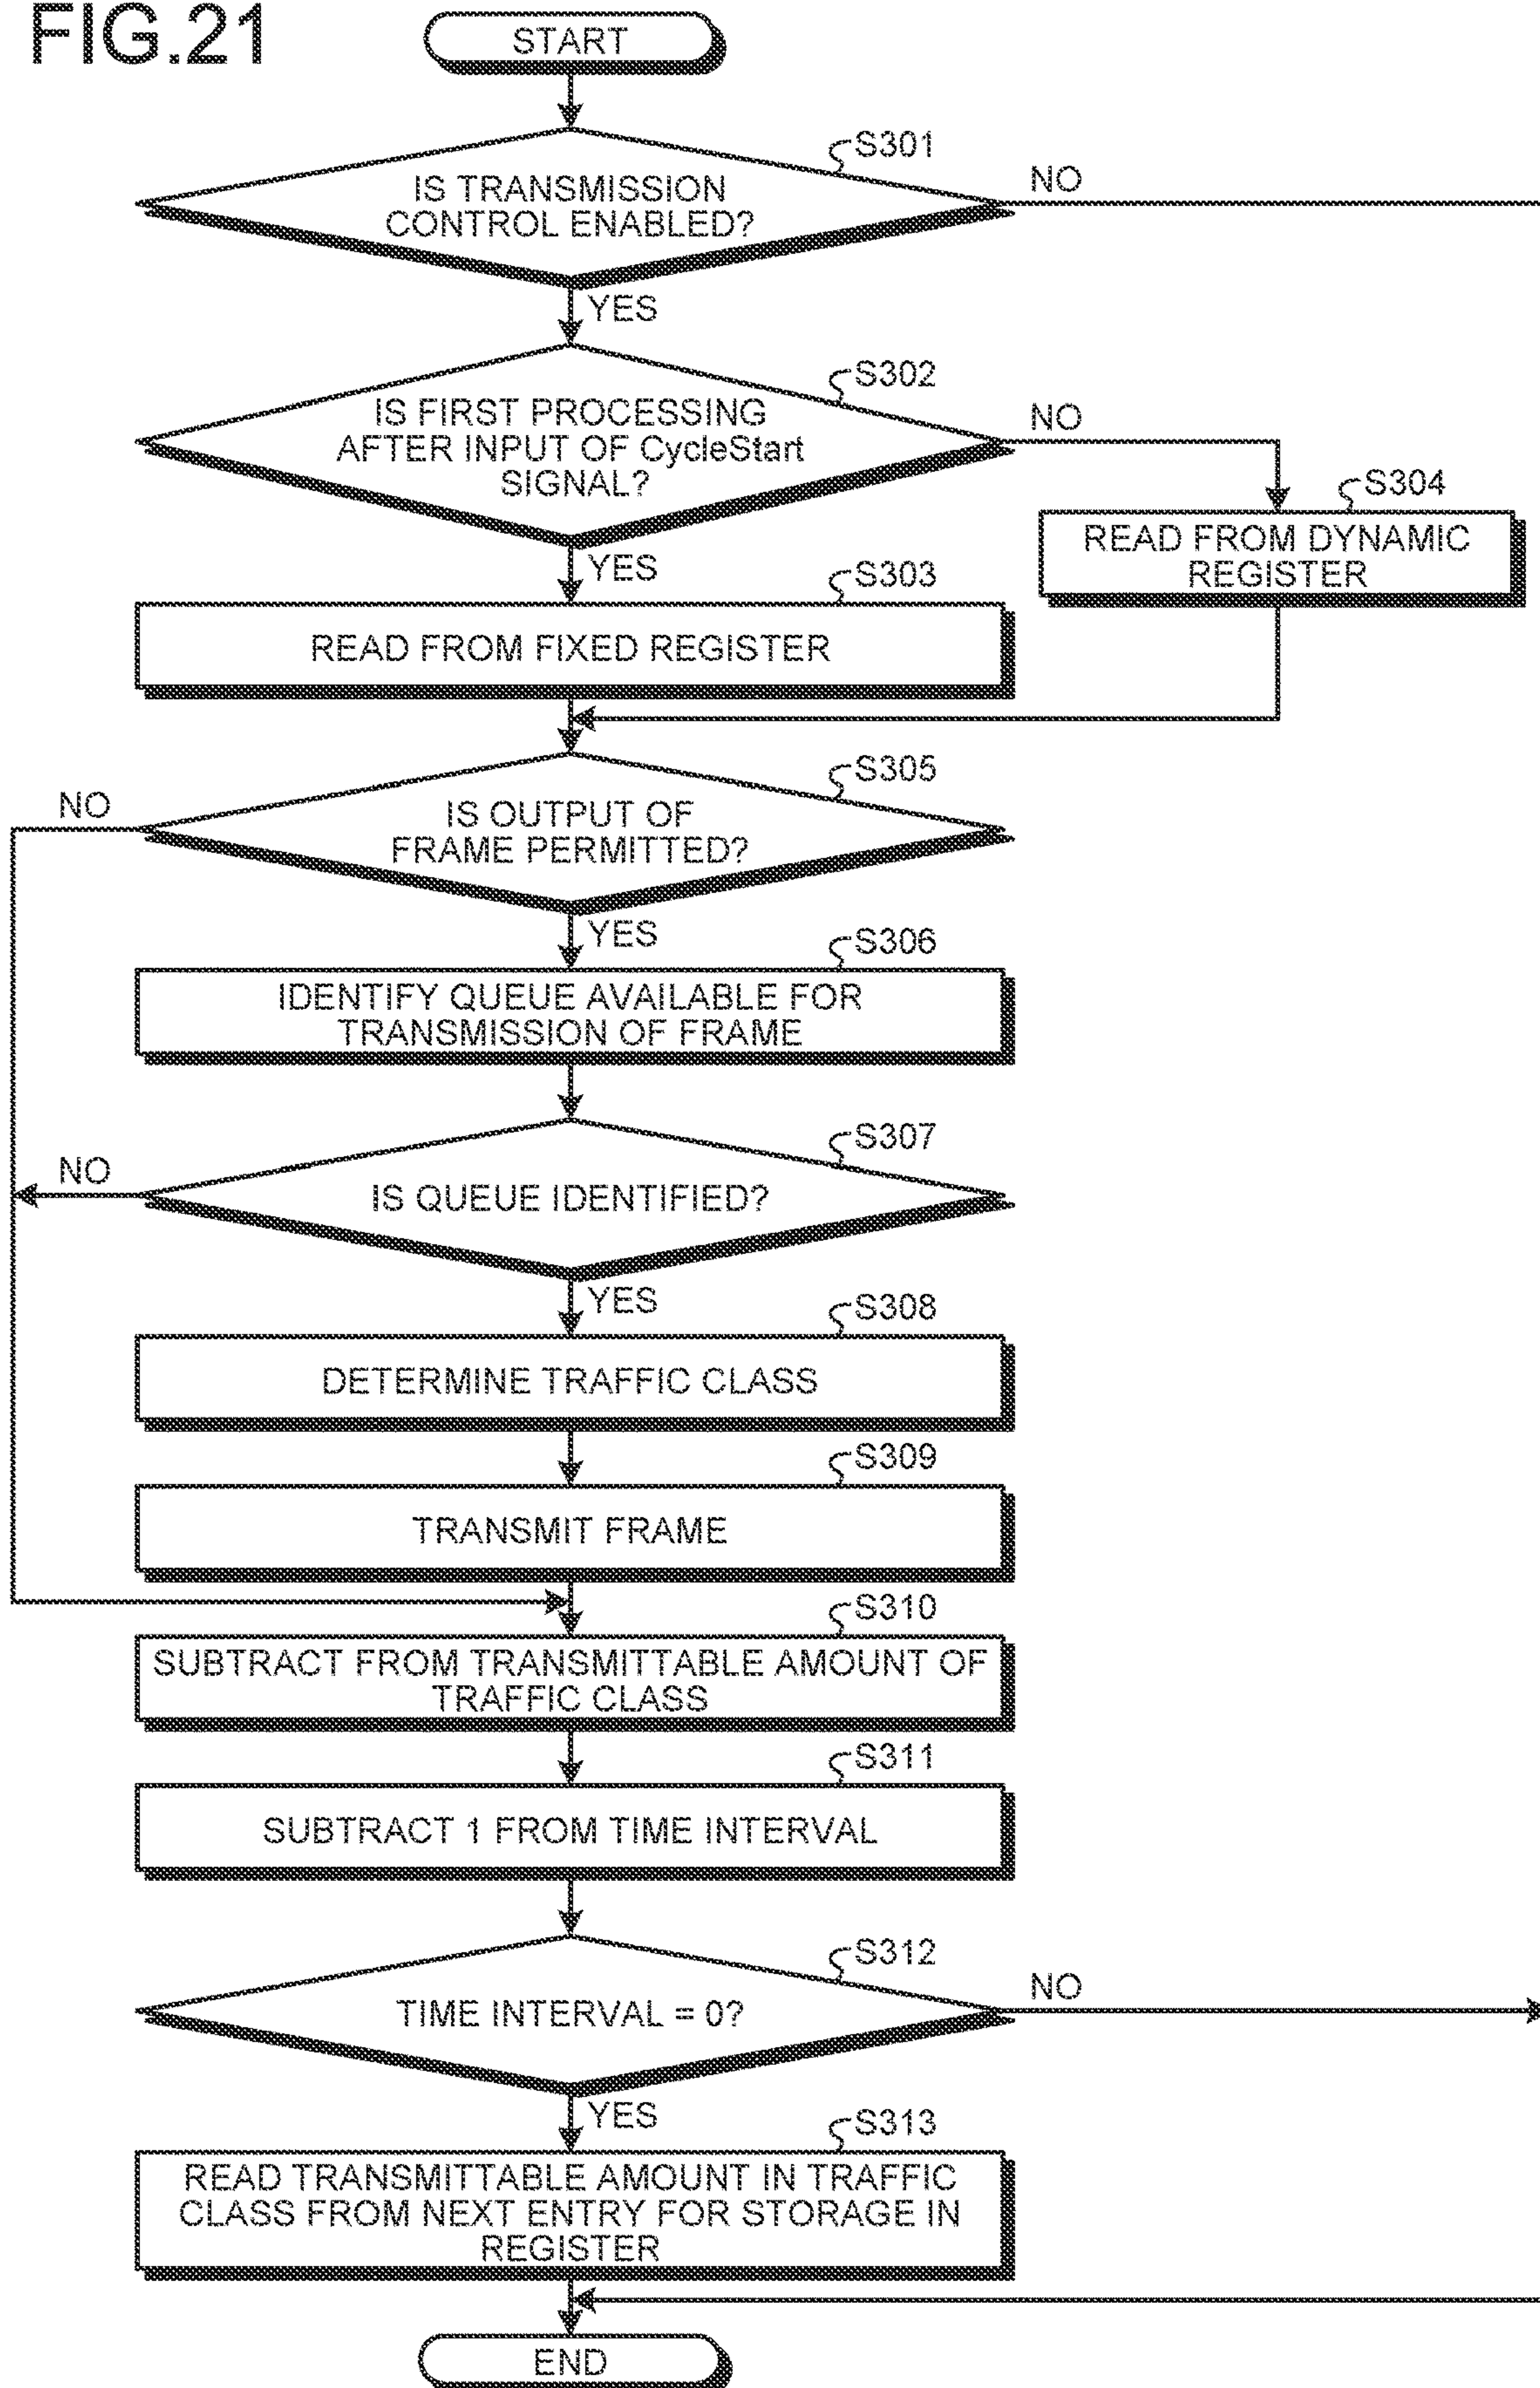 FIG.21
START
S301
IS TRANSMISSION
CONTROL ENABLED?
NO
YES
S302
IS FIRST PROCESSING
AFTER INPUT OF CycleStart
SIGNAL?
NO
S304
READ FROM DYNAMIC
REGISTER
YES
S303
READ FROM FIXED REGISTER
S305
NO
IS OUTPUT OF
FRAME PERMITTED?
YES
S306
IDENTIFY QUEUE AVAILABLE FOR
TRANSMISSION OF FRAME
S307
NO
IS QUEUE IDENTIFIED?
YES
S308
DETERMINE TRAFFIC CLASS
S309
TRANSMIT FRAME
S310
SUBTRACT FROM TRANSMITTABLE AMOUNT OF
TRAFFIC CLASS
S311
SUBTRACT 1 FROM TIME INTERVAL
S312
TIME INTERVAL = 0?
NO
YES
S313
READ TRANSMITTABLE AMOUNT IN TRAFFIC
CLASS FROM NEXT ENTRY FOR STORAGE IN
REGISTER
END